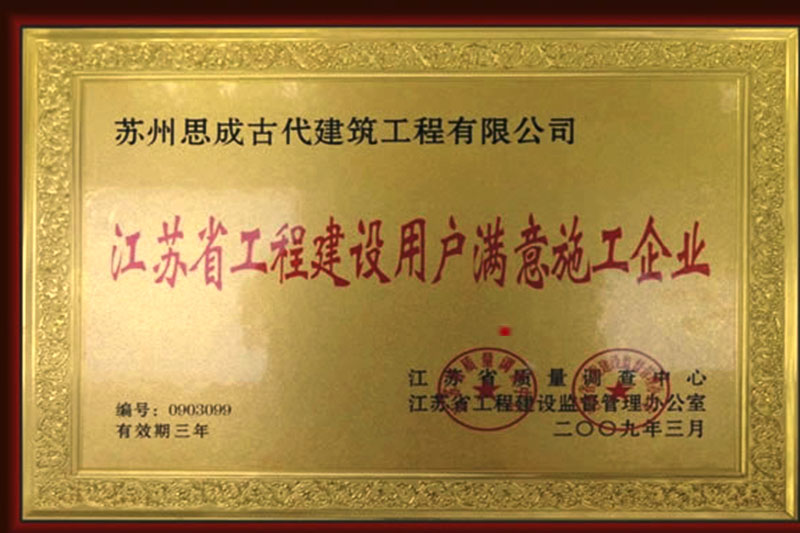 苏州思成古代建筑工程有限公司
江苏省工程建设用户满意施工企业
江苏省质量调查中心
江苏省工程建设监督管理办公室
二〇〇九年三月
编号：0903099
有效期三年